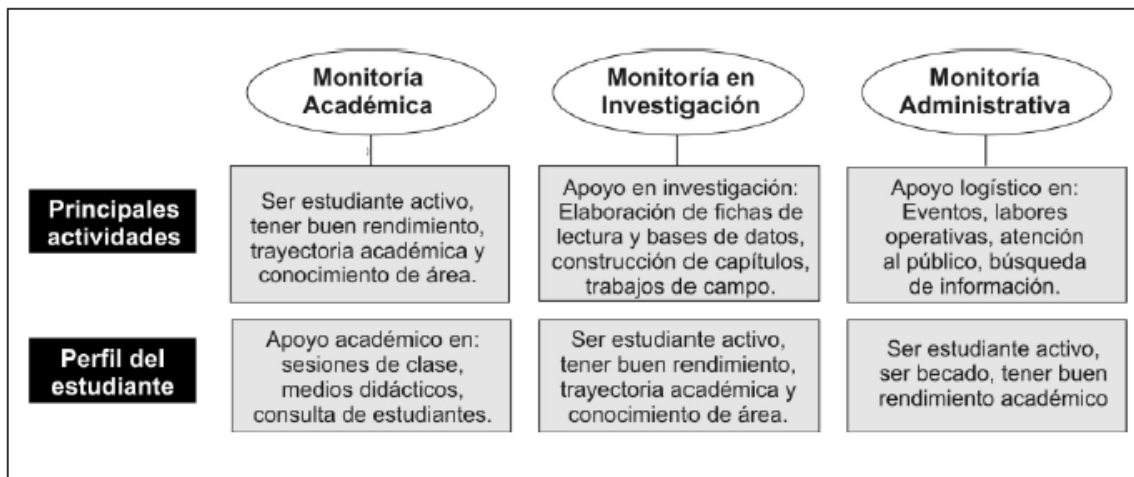 Monitoría
Académica
Monitoría en
Investigación
Monitoría
Administrativa
Principales
actividades
Ser estudiante activo,
tener buen rendimiento,
trayectoria académica y
conocimiento de área.
Apoyo en investigación:
Elaboración de fichas de
lectura y bases de datos,
construcción de capítulos,
trabajos de campo.
Apoyo logístico en:
Eventos, labores
operativas, atención
al público, búsqueda
de información.
Perfil del
estudiante
Apoyo académico en:
sesiones de clase,
medios didácticos,
consulta de estudiantes.
Ser estudiante activo,
tener buen rendimiento,
trayectoria académica y
conocimiento de área.
Ser estudiante activo,
ser becado, tener buen
rendimiento académico